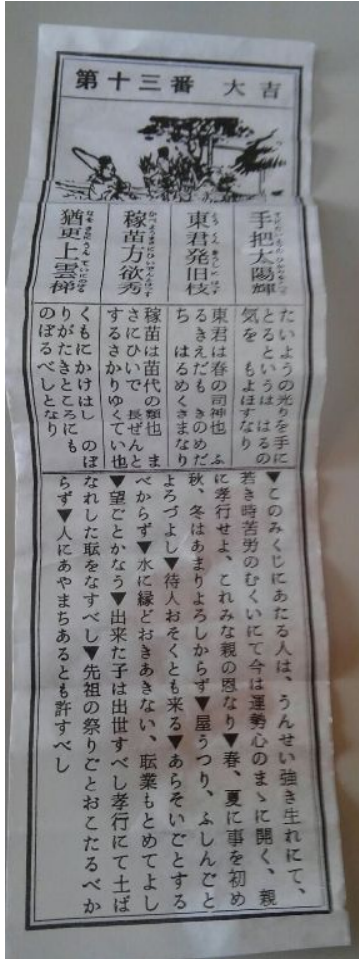 第十三番 大吉
手把太陽輝
東君発旧枝
稼苗方欲秀
猶更上雲梯
たいようの光りを手に
とるというは はるの
気を もよほすなり
東君は春の司神也 ふ
るきえだも きのめだ
ち はるめくさまなり
稼苗は苗代の類也 ま
さにひいで 長ぜんと
するさかりゆくてい也
くもにかけはし のぼ
りがたきところにも
のぼるべしとなり
▼このみくじにあたる人は、うんせい強き生れにて、
若き時苦労のむくいにて今は運勢心のまゝに開く、親
に孝行せよ、これみな親の恩なり▼春、夏に事を初め
秋、冬はあまりよろしからず▼屋うつり、ふしんごと
よろづよし▼待人おそくとも来る▼あらそいごとする
べからず▼水に縁どおきあきない、転業もとめてよし
▼望ごとかなう▼出来た子は出世すべし孝行にて土ば
なれした転をなすべし▼先祖の祭りごとおこたるべか
らず▼人にあやまちあるとも許すべし